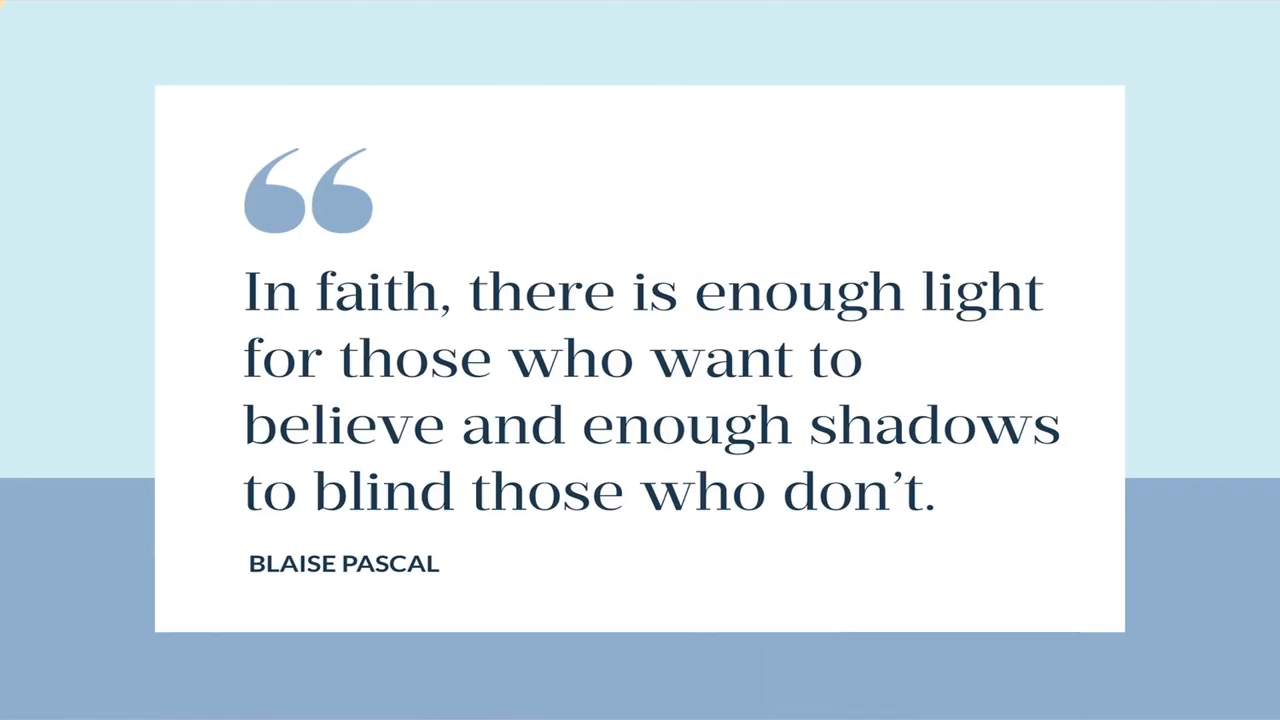 “
In faith, there is enough light
for those who want to
believe and enough shadows
to blind those who don’t.
BLAISE PASCAL